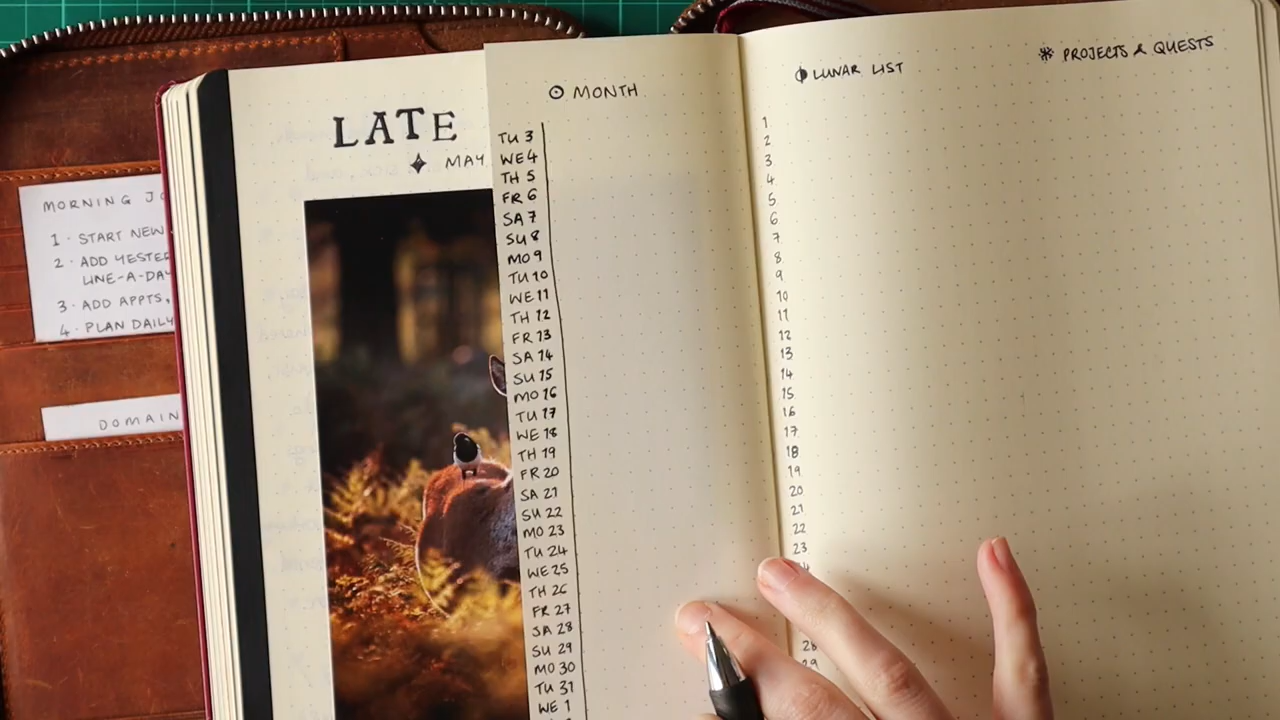 MORNING JO
1 · START NEW
2 · ADD YESTER
LINE-A-DAY
3 · ADD APPTS,
4 · PLAN DAILY
DOMAIN
LATE
MAY
MONTH
TU 3
WE 4
TH 5
FR 6
SA 7
SU 8
MO 9
TU 10
WE 11
TH 12
FR 13
SA 14
SU 15
MO 16
TU 17
WE 18
TH 19
FR 20
SA 21
SU 22
MO 23
TU 24
WE 25
TH 26
FR 27
SA 28
SU 29
MO 30
TU 31
WE 1
LUNAR LIST
1
2
3
4
5
6
7
8
9
10
11
12
13
14
15
16
17
18
19
20
21
22
23
28
29
PROJECTS & QUESTS